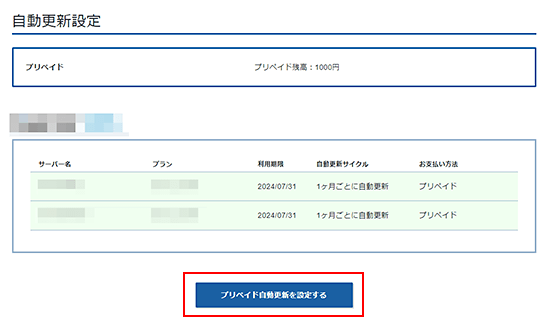 自動更新設定
プリペイド プリペイド残高：1000円
サーバー名 プラン 利用期限 自動更新サイクル お支払い方法
2024/07/31 1ヶ月ごとに自動更新 プリペイド
2024/07/31 1ヶ月ごとに自動更新 プリペイド
プリペイド自動更新を設定する